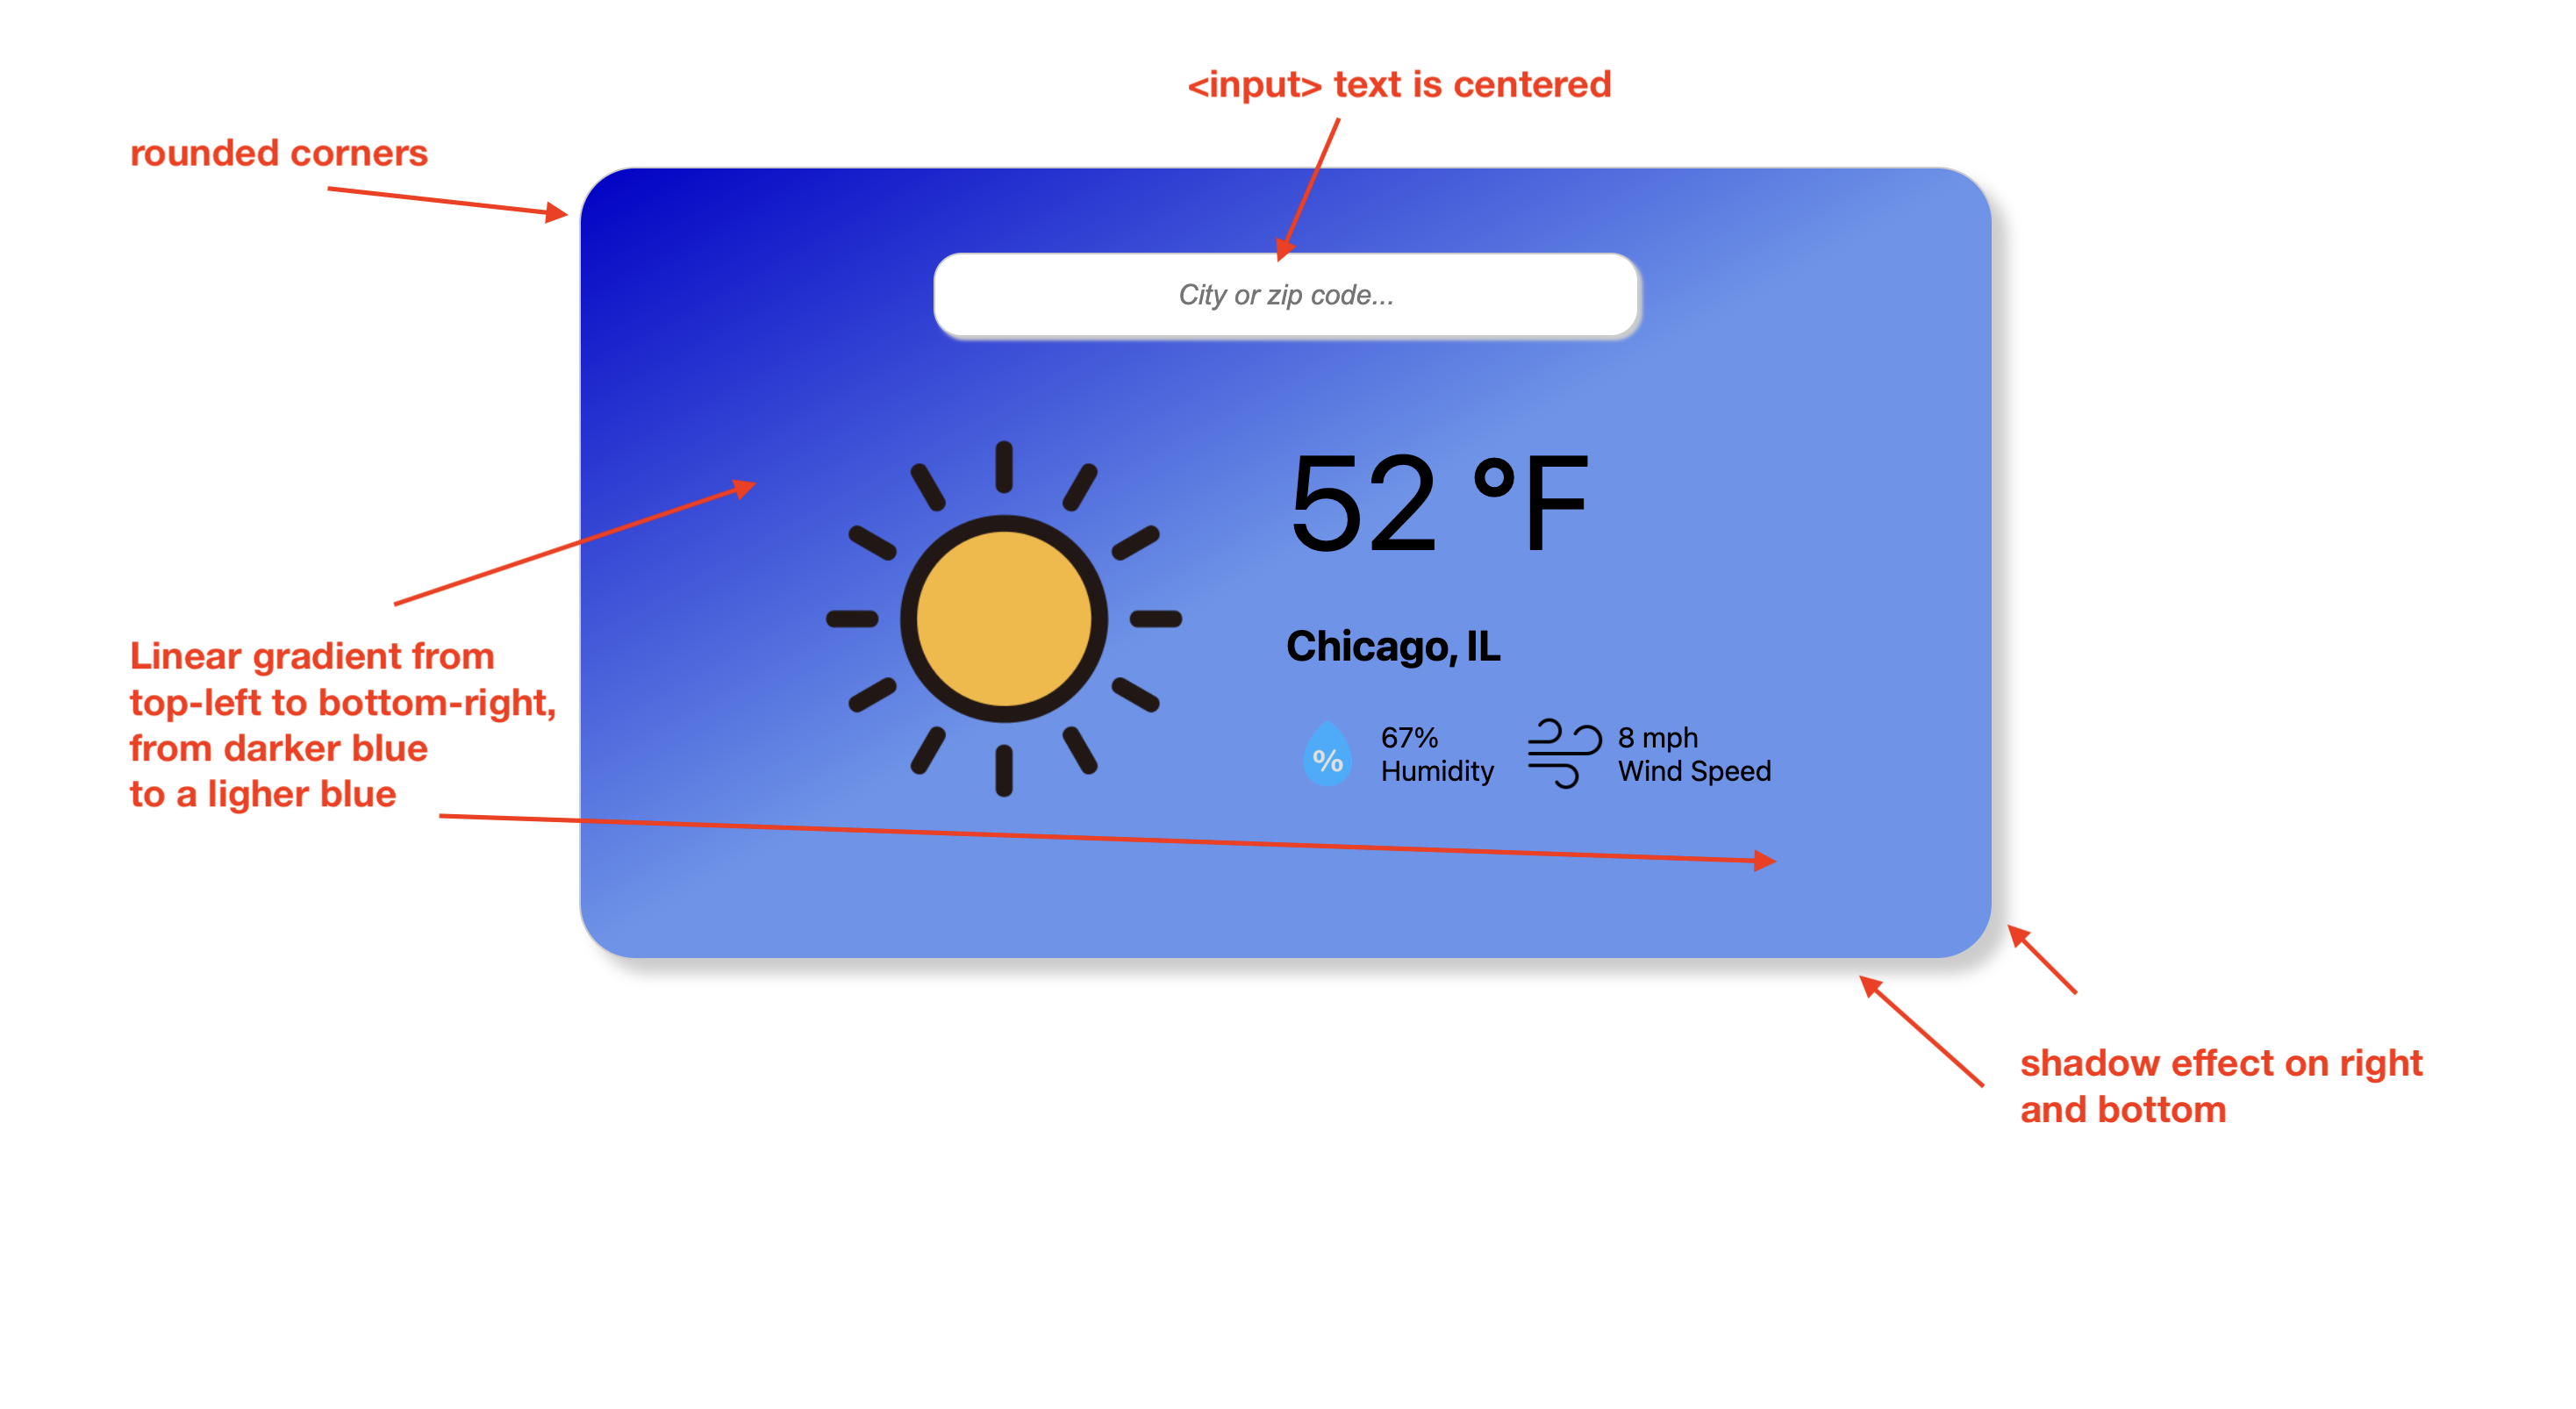 <input> text is centered
rounded corners
City or zip code...
52 °F
Linear gradient from
top-left to bottom-right,
from darker blue
to a ligher blue
Chicago, IL
%
67%
Humidity
8 mph
Wind Speed
shadow effect on right
and bottom